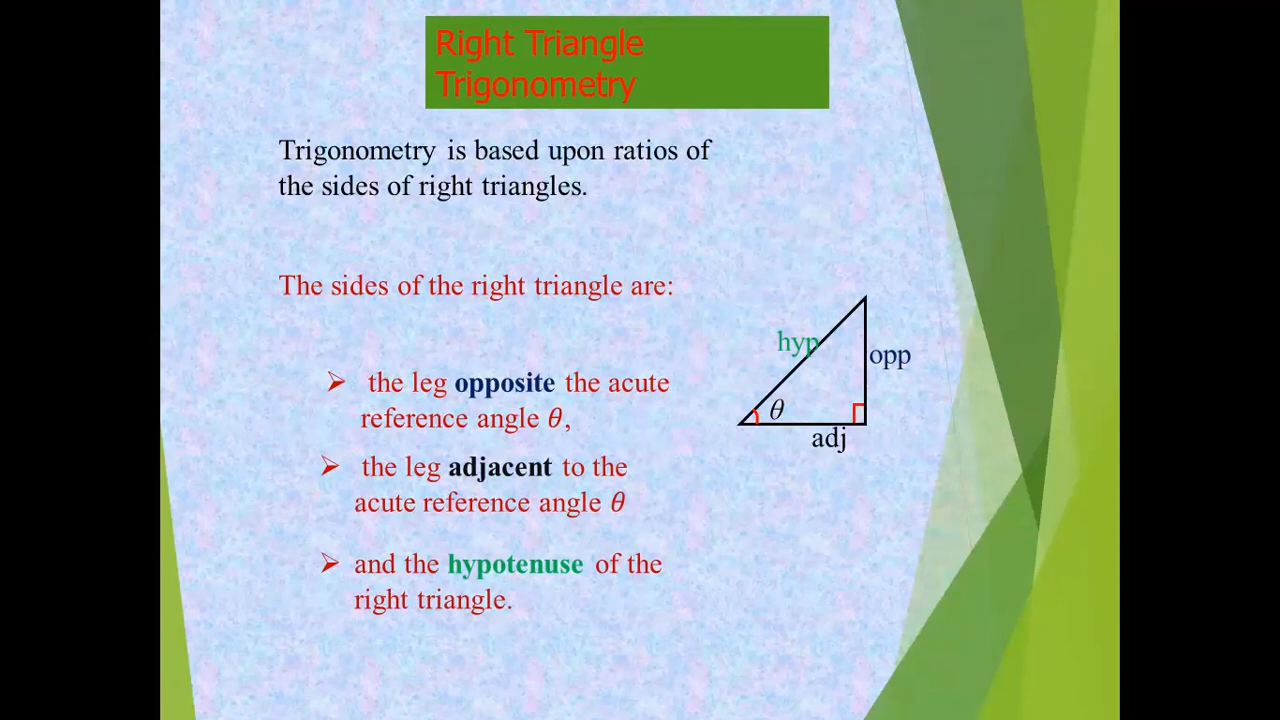 Right Triangle
Trigonometry
Trigonometry is based upon ratios of
the sides of right triangles.
The sides of the right triangle are:
➢ the leg opposite the acute
reference angle θ,
➢ the leg adjacent to the
acute reference angle θ
➢ and the hypotenuse of the
right triangle.
hyp
opp
θ
adj